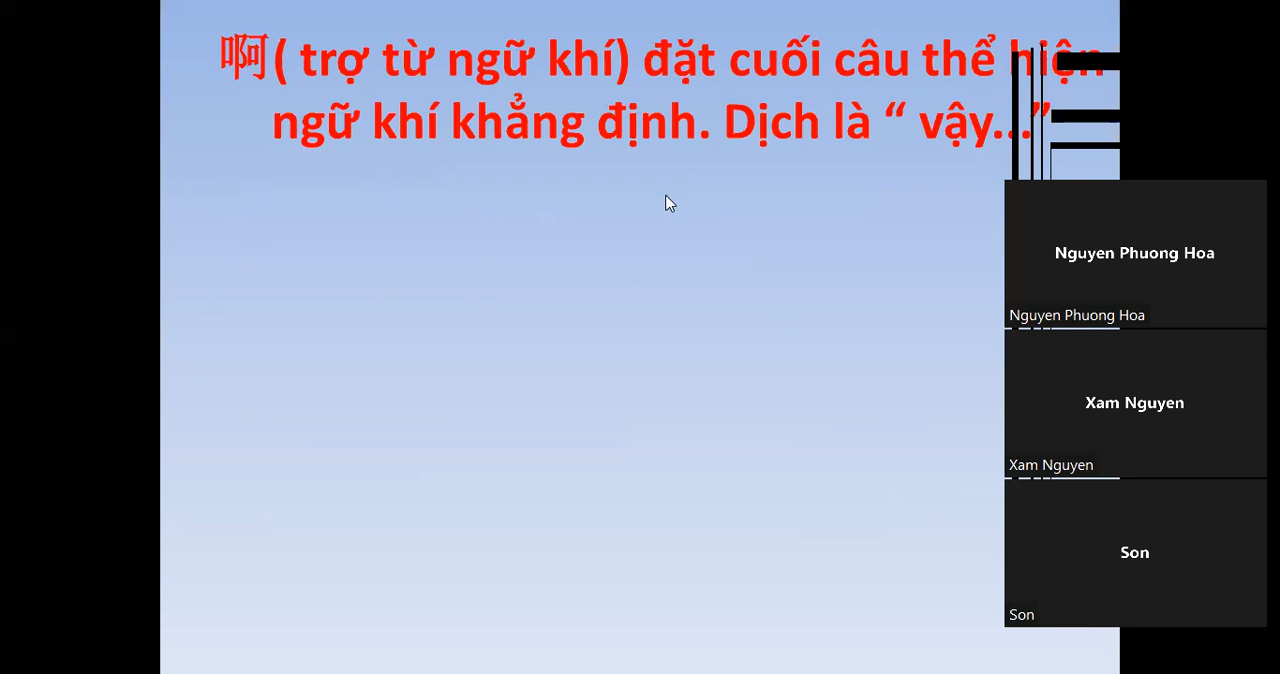 啊( trợ từ ngữ khí) đặt cuối câu thể hiện
ngữ khí khẳng định. Dịch là “ vậy...”
Nguyen Phuong Hoa
Nguyen Phuong Hoa
Xam Nguyen
Xam Nguyen
Son
Son